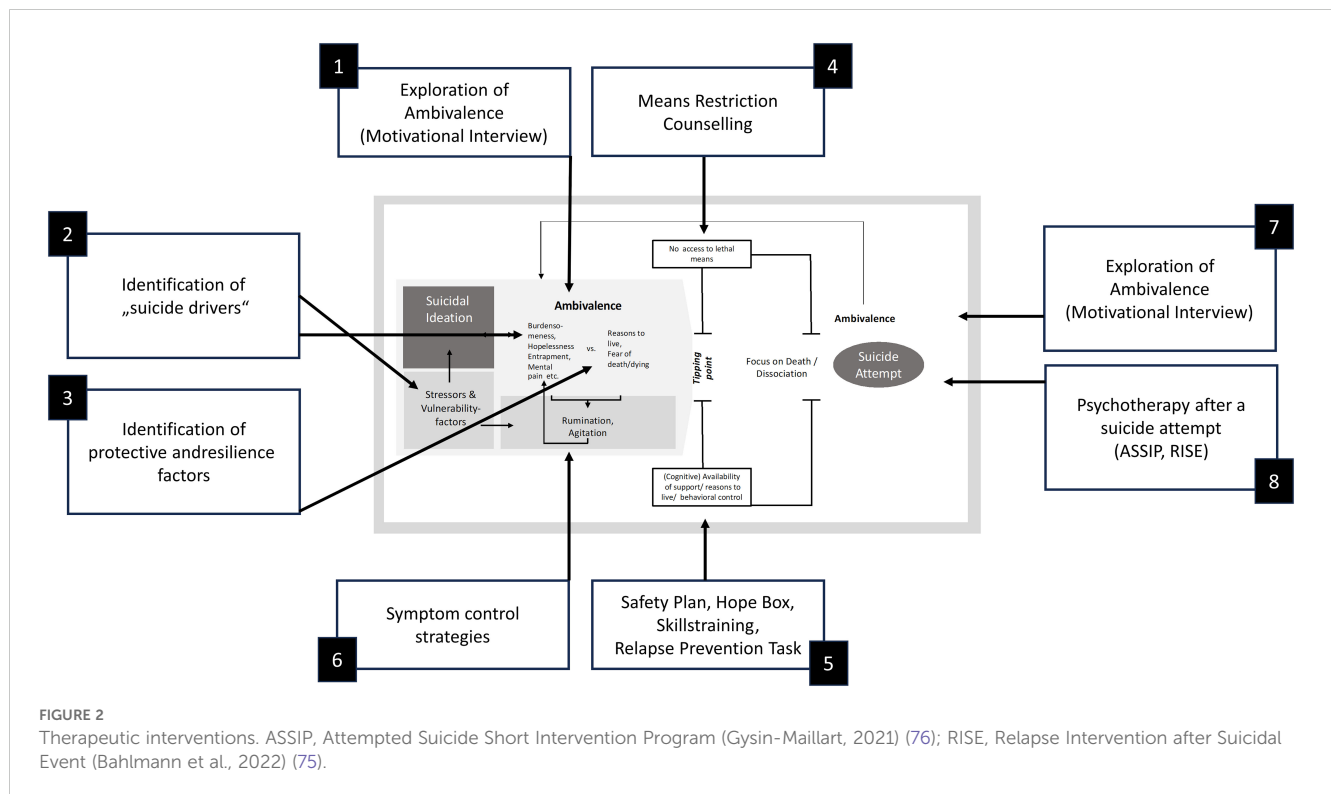 1
Exploration of
Ambivalence
(Motivational Interview)
4
Means Restriction
Counselling
2
Identification of
„suicide drivers“
3
Identification of
protective andresilience
factors
Suicidal
Ideation
Stressors &
Vulnerability-
factors
Ambivalence
Burdenso-
meness,
Hopelessness
Entrapment,
Mental
pain etc.
vs.
Reasons to
live,
Fear of
death/dying
Rumination,
Agitation
No access to lethal
means
Tipping
point
Focus on Death /
Dissociation
(Cognitive) Availability
of support/ reasons to
live/ behavioral control
Ambivalence
Suicide
Attempt
7
Exploration of
Ambivalence
(Motivational Interview)
Psychotherapy after a
suicide attempt
(ASSIP, RISE)
8
Symptom control
strategies
6
Safety Plan, Hope Box,
Skillstraining,
Relapse Prevention Task
5
FIGURE 2
Therapeutic interventions. ASSIP, Attempted Suicide Short Intervention Program (Gysin-Maillart, 2021) (76); RISE, Relapse Intervention after Suicidal
Event (Bahlmann et al., 2022) (75).